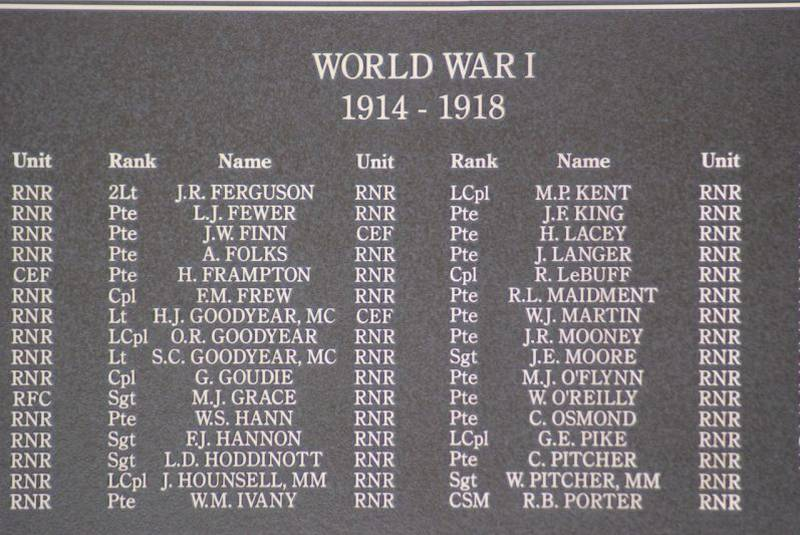 WORLD WAR I
1914 - 1918
Unit Rank Name Unit Rank Name Unit
RNR 2Lt J.R. FERGUSON RNR LCpl M.P. KENT RNR
RNR Pte L.J. FEWER RNR Pte J.F. KING RNR
RNR Pte J.W. FINN CEF Pte H. LACEY RNR
RNR Pte A. FOLKS RNR Pte J. LANGER RNR
CEF Pte H. FRAMPTON RNR Cpl R. LeBUFF RNR
RNR Cpl F.M. FREW RNR Pte R.L. MAIDMENT RNR
RNR Lt H.J. GOODYEAR, MC CEF Pte W.J. MARTIN RNR
RNR LCpl O.R. GOODYEAR RNR Pte J.R. MOONEY RNR
RNR Lt S.C. GOODYEAR, MC RNR Sgt J.E. MOORE RNR
RNR Cpl G. GOUDIE RNR Pte M.J. O'FLYNN RNR
RFC Sgt M.J. GRACE RNR Pte W. O'REILLY RNR
RNR Pte W.S. HANN RNR Pte C. OSMOND RNR
RNR Sgt F.J. HANNON RNR LCpl G.E. PIKE RNR
RNR Sgt L.D. HODDINOTT RNR Pte C. PITCHER RNR
RNR LCpl J. HOUNSELL, MM RNR Sgt W. PITCHER, MM RNR
RNR Pte W.M. IVANY RNR CSM R.B. PORTER RNR